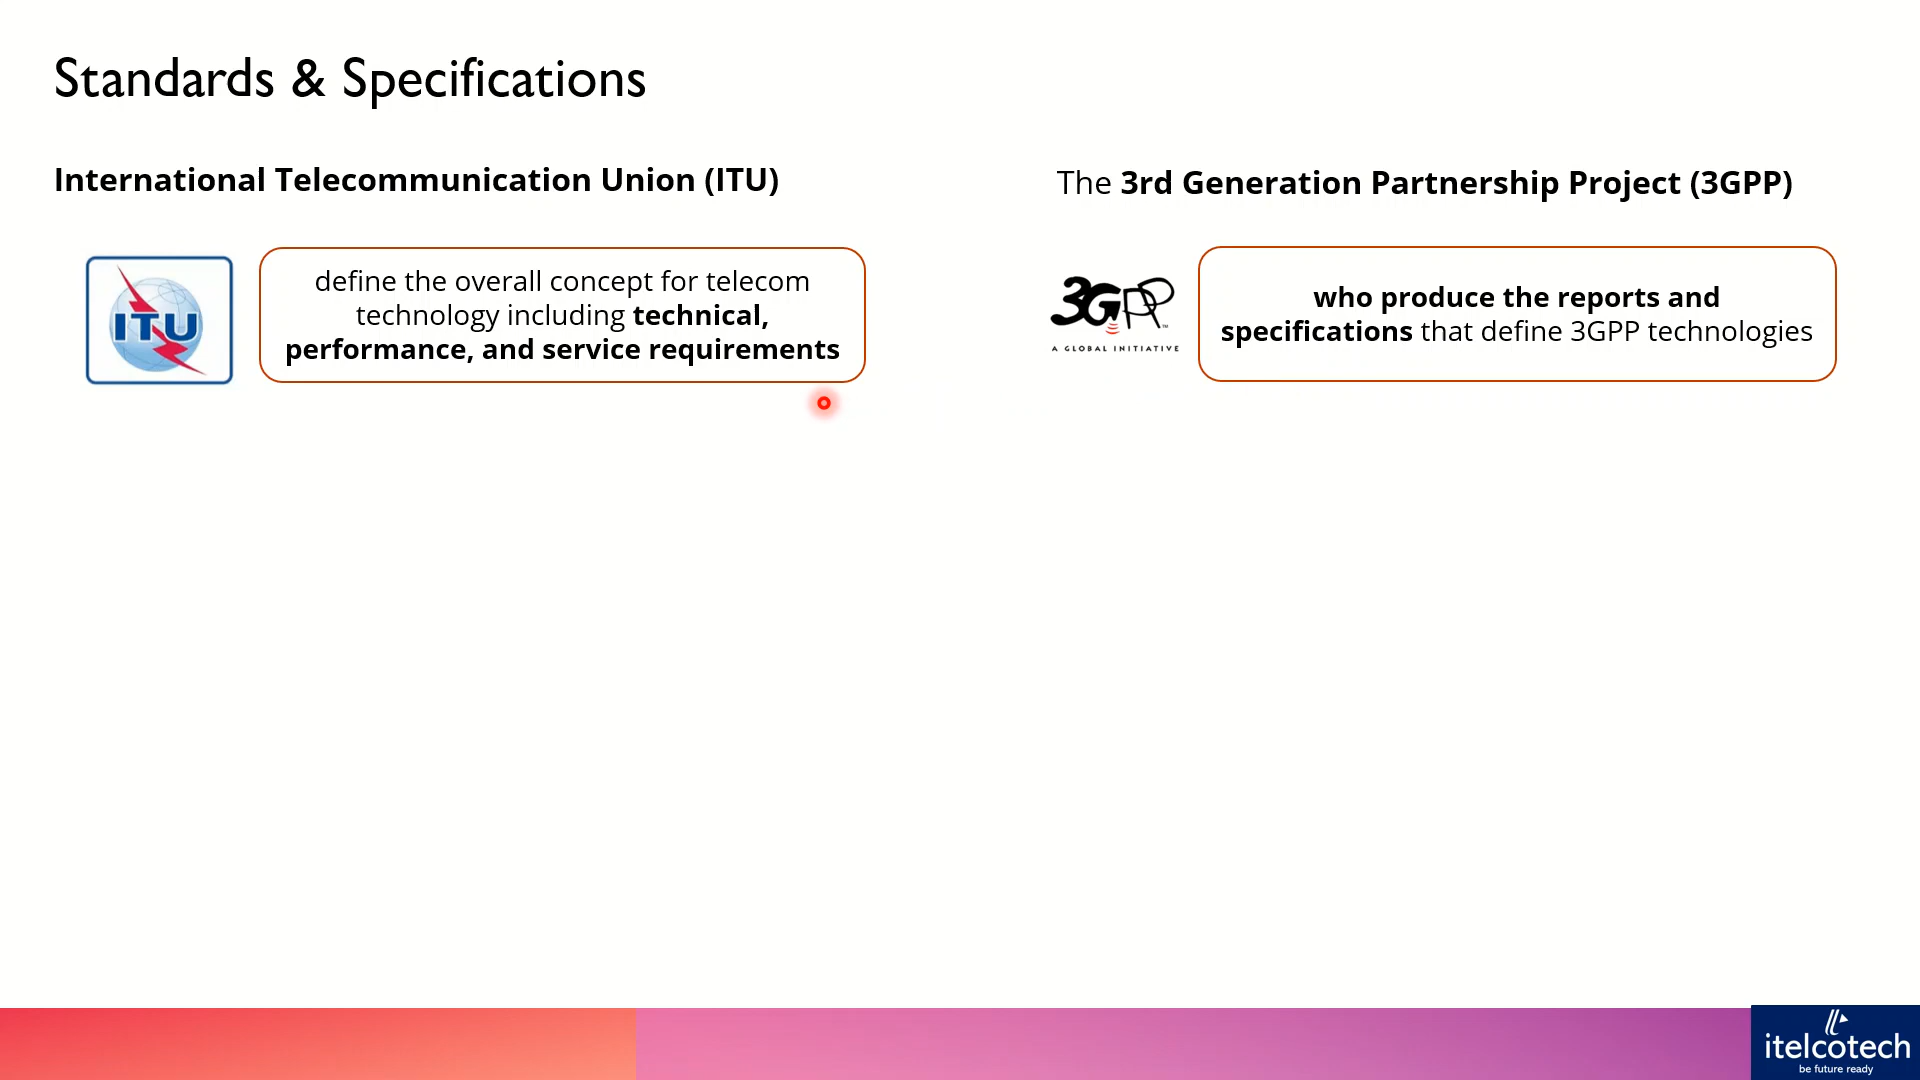 Standards & Specifications
International Telecommunication Union (ITU)
ITU
define the overall concept for telecom
technology including technical,
performance, and service requirements
The 3rd Generation Partnership Project (3GPP)
3GPP™
A GLOBAL INITIATIVE
who produce the reports and
specifications that define 3GPP technologies
itelcotech
be future ready